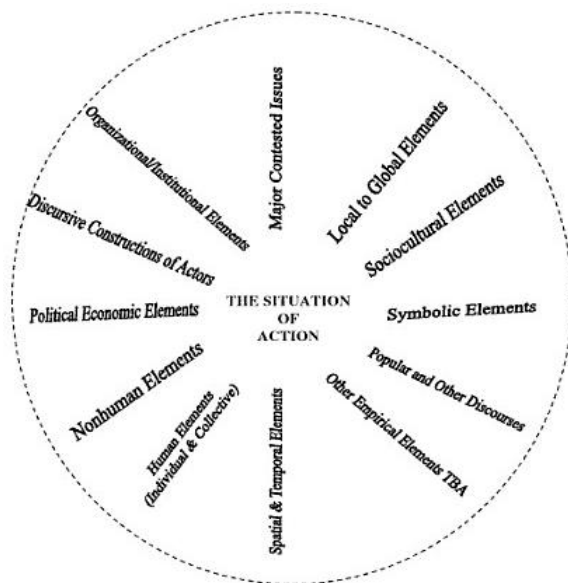 Major Contested Issues
Local to Global Elements
Sociocultural Elements
Symbolic Elements
Popular and Other Discourses
Other Empirical Elements TBA
Spatial & Temporal Elements
Human Elements
(Individual & Collective)
Nonhuman Elements
Political Economic Elements
Discursive Constructions of Actors
Organizational/Institutional Elements
THE SITUATION
OF
ACTION